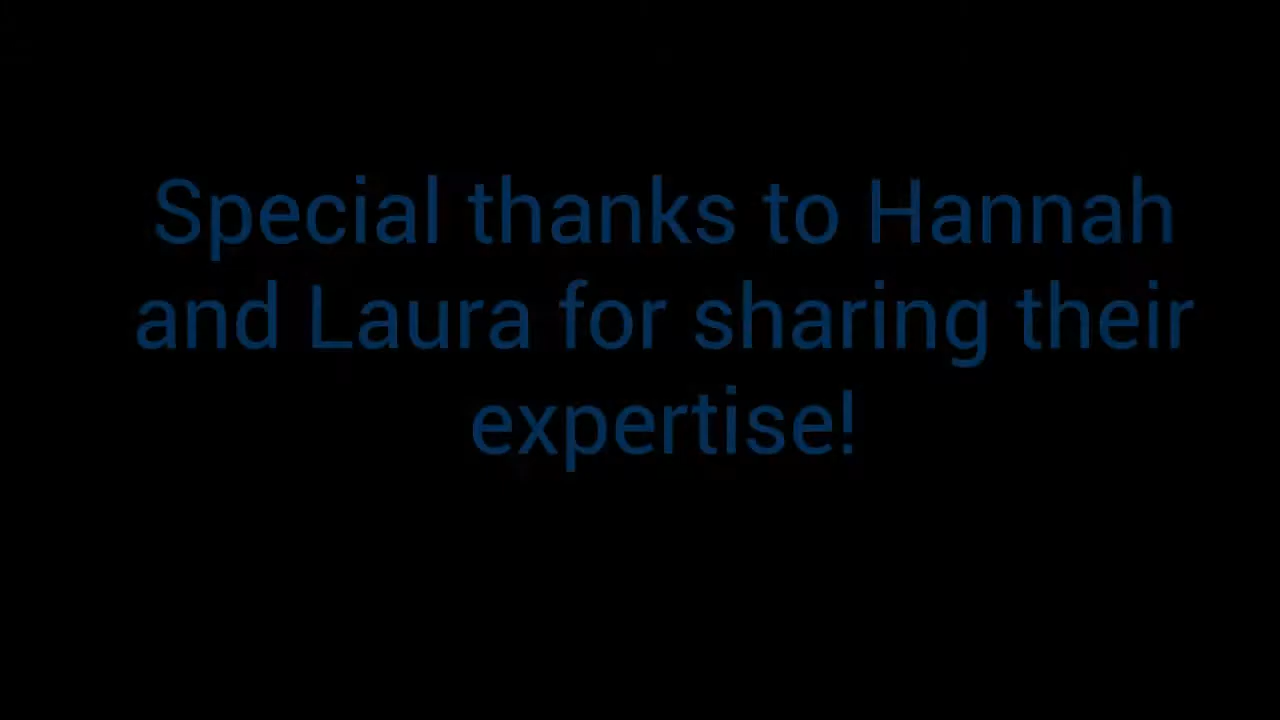 Special thanks to Hannah
and Laura for sharing their
expertise!